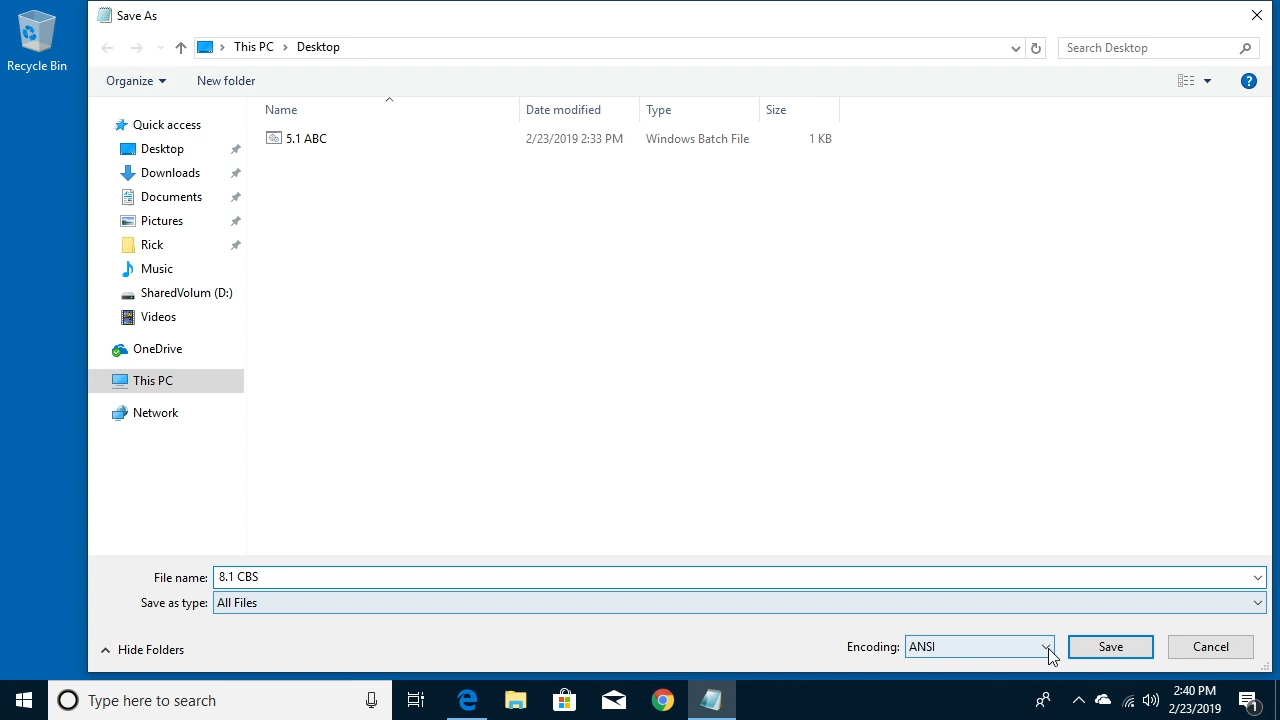 Recycle Bin
Save As
This PC
Desktop
Search Desktop
Organize
New folder
?
Name
Date modified
Type
Size
5.1 ABC
2/23/2019 2:33 PM
Windows Batch File
1 KB
Quick access
Desktop
Downloads
Documents
Pictures
Rick
Music
SharedVolum (D:)
Videos
OneDrive
This PC
Network
File name:
8.1 CBS
Save as type:
All Files
Hide Folders
Encoding:
ANSI
Save
Cancel
Type here to search
2:40 PM
2/23/2019
1